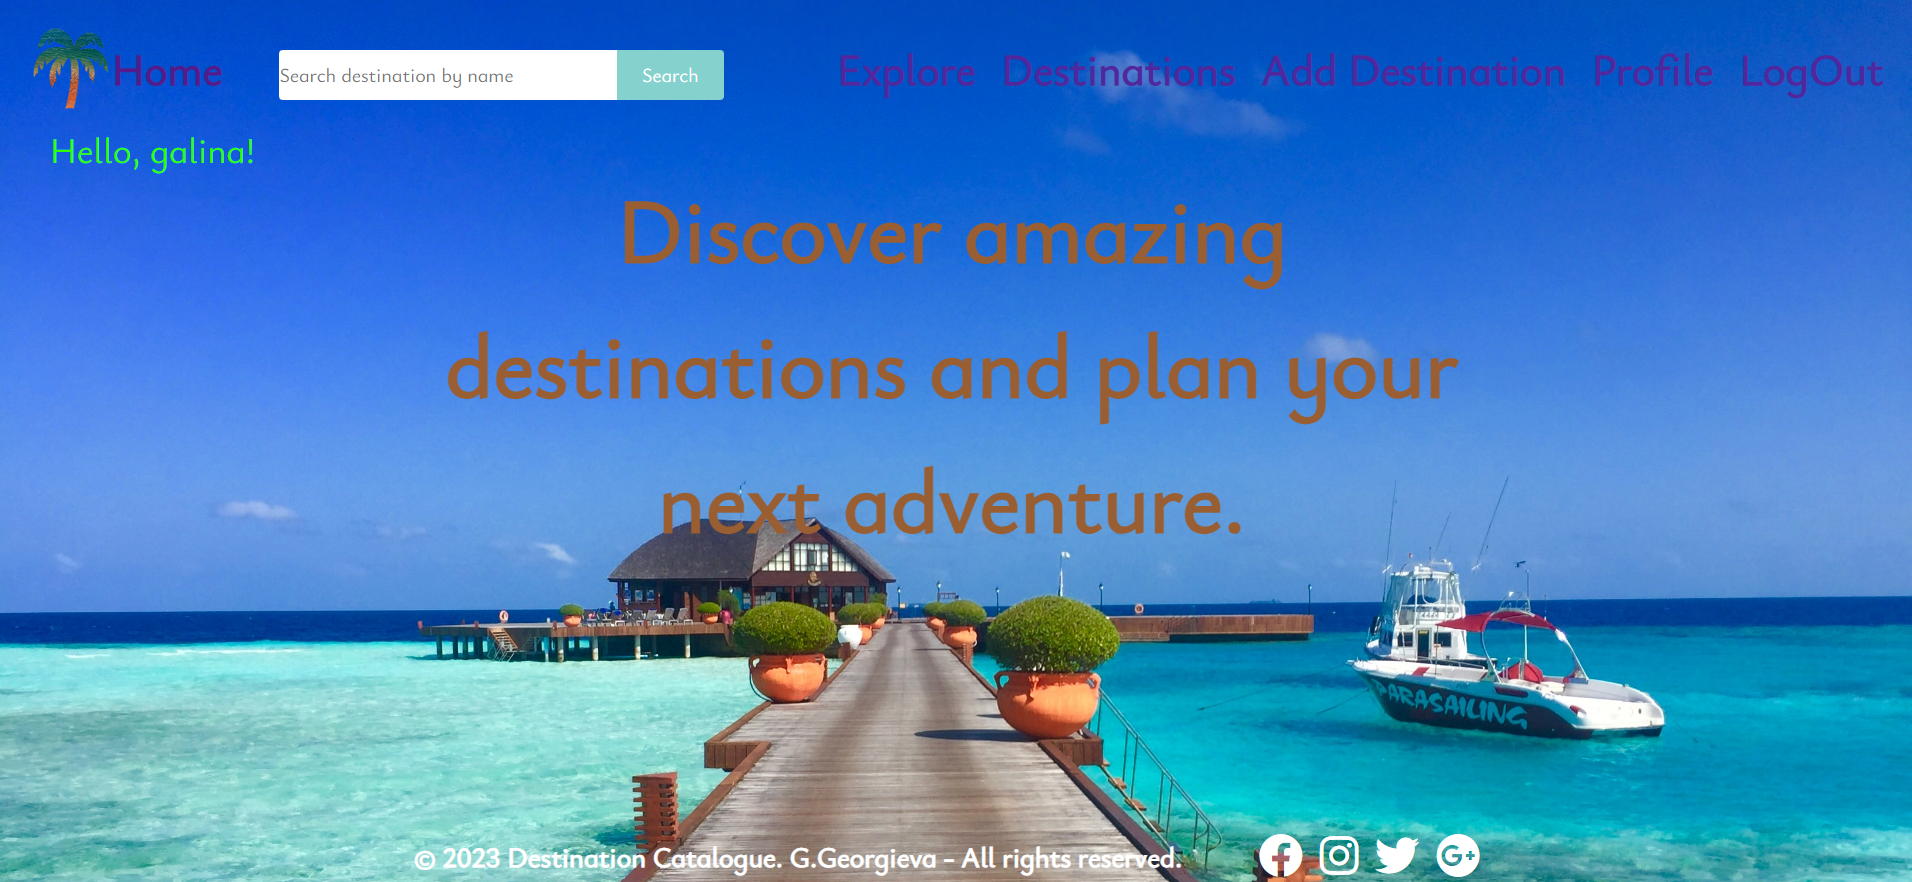 Home
Search destination by name
Search
Explore Destinations Add Destination Profile LogOut
Hello, galina!
Discover amazing
destinations and plan your
next adventure.
PARASAILING
© 2023 Destination Catalogue. G.Georgieva - All rights reserved.
G+